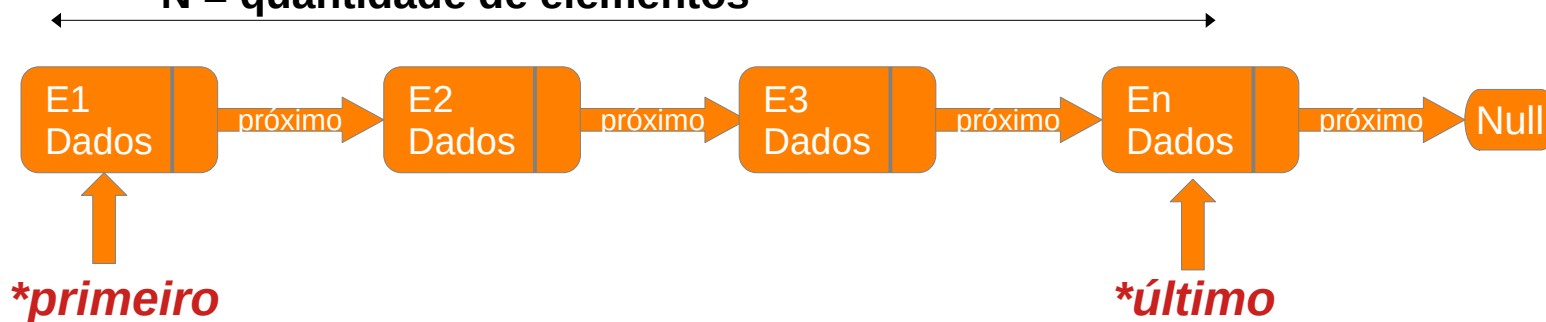 N = quantidade de elementos
E1
Dados
próximo
E2
Dados
próximo
E3
Dados
próximo
En
Dados
próximo
Null
*primeiro
*último